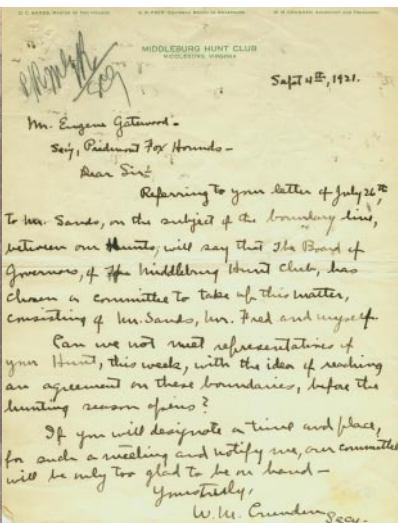 D. C. SANDS, MASTER OF FOX HOUNDS
MIDDLEBURG HUNT CLUB
MIDDLEBURG, VIRGINIA
Sept 4th, 1921.
Mr. Eugene Gatewood-
Secy, Piedmont Fox Hounds-
Dear Sir:
Referring to your letter of July 26th,
to Mr. Sands, on the subject of the boundary line,
between our Hunts, will say that The Board of
Governors, of The Middleburg Hunt Club, has
chosen a committee to take up this matter,
consisting of Mr. Sands, Mr. Fred and myself.
Can we not meet representatives of
your Hunt, this week, with the idea of reaching
an agreement on these boundaries, before the
hunting season opens?
If you will designate a time and place,
for such a meeting and notify me, our committee
will be only too glad to be on hand-
Yours truly,
W. M. Crunden, Secy.